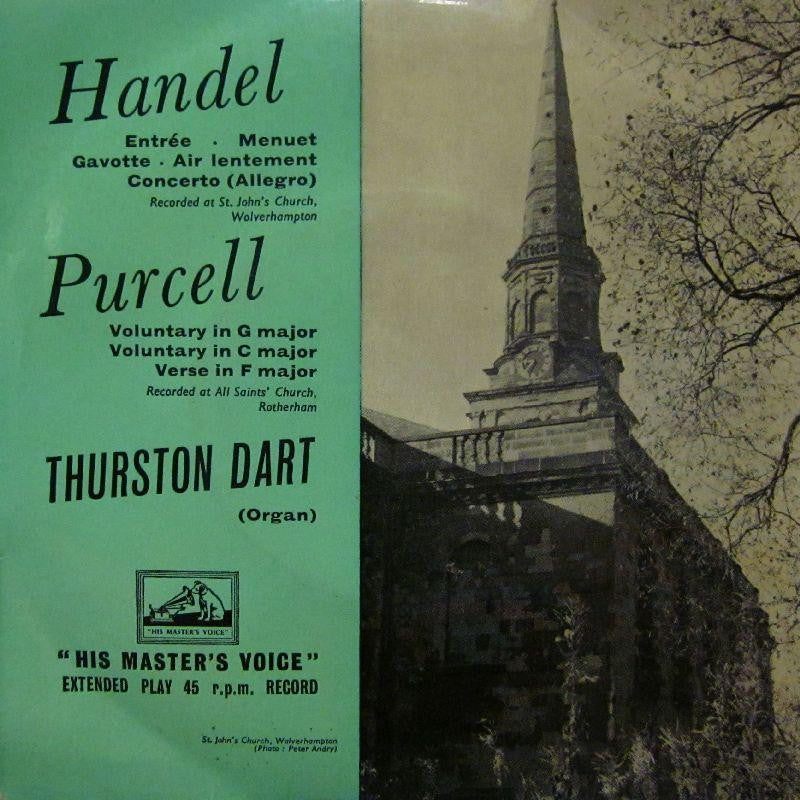 Handel
Entrée . Menuet
Gavotte . Air lentement
Concerto (Allegro)
Recorded at St. John's Church,
Wolverhampton
Purcell
Voluntary in G major
Voluntary in C major
Verse in F major
Recorded at All Saints' Church,
Rotherham
THURSTON DART
(Organ)
"HIS MASTER'S VOICE"
"HIS MASTER'S VOICE"
EXTENDED PLAY 45 r.p.m. RECORD
St. John's Church, Wolverhampton
(Photo : Peter Andry)